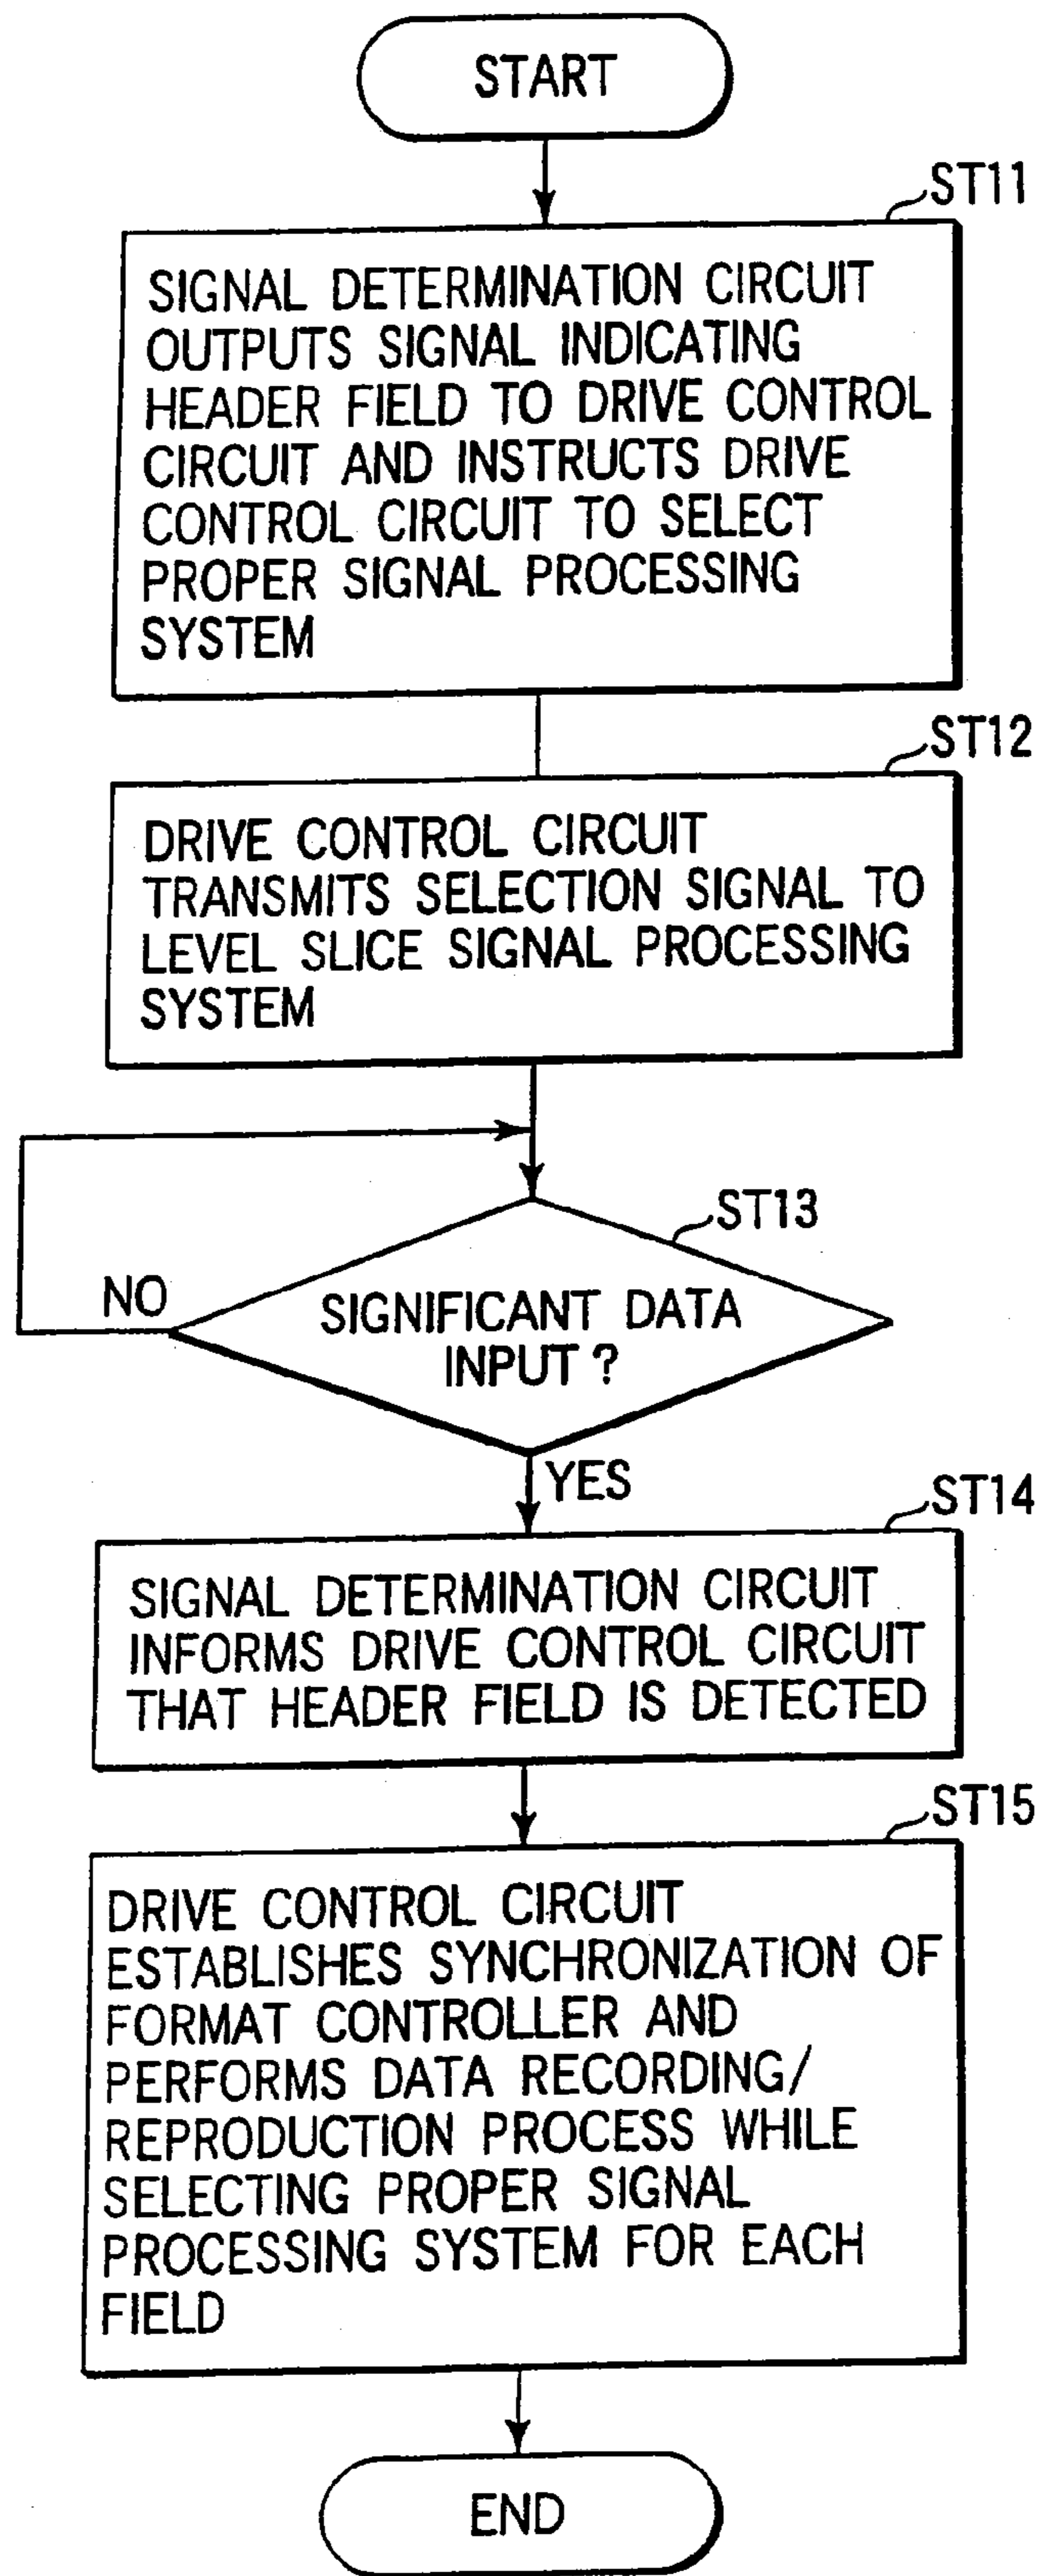 START
ST11
SIGNAL DETERMINATION CIRCUIT
OUTPUTS SIGNAL INDICATING
HEADER FIELD TO DRIVE CONTROL
CIRCUIT AND INSTRUCTS DRIVE
CONTROL CIRCUIT TO SELECT
PROPER SIGNAL PROCESSING
SYSTEM
ST12
DRIVE CONTROL CIRCUIT
TRANSMITS SELECTION SIGNAL TO
LEVEL SLICE SIGNAL PROCESSING
SYSTEM
ST13
NO
SIGNIFICANT DATA
INPUT ?
YES
ST14
SIGNAL DETERMINATION CIRCUIT
INFORMS DRIVE CONTROL CIRCUIT
THAT HEADER FIELD IS DETECTED
ST15
DRIVE CONTROL CIRCUIT
ESTABLISHES SYNCHRONIZATION OF
FORMAT CONTROLLER AND
PERFORMS DATA RECORDING/
REPRODUCTION PROCESS WHILE
SELECTING PROPER SIGNAL
PROCESSING SYSTEM FOR EACH
FIELD
END